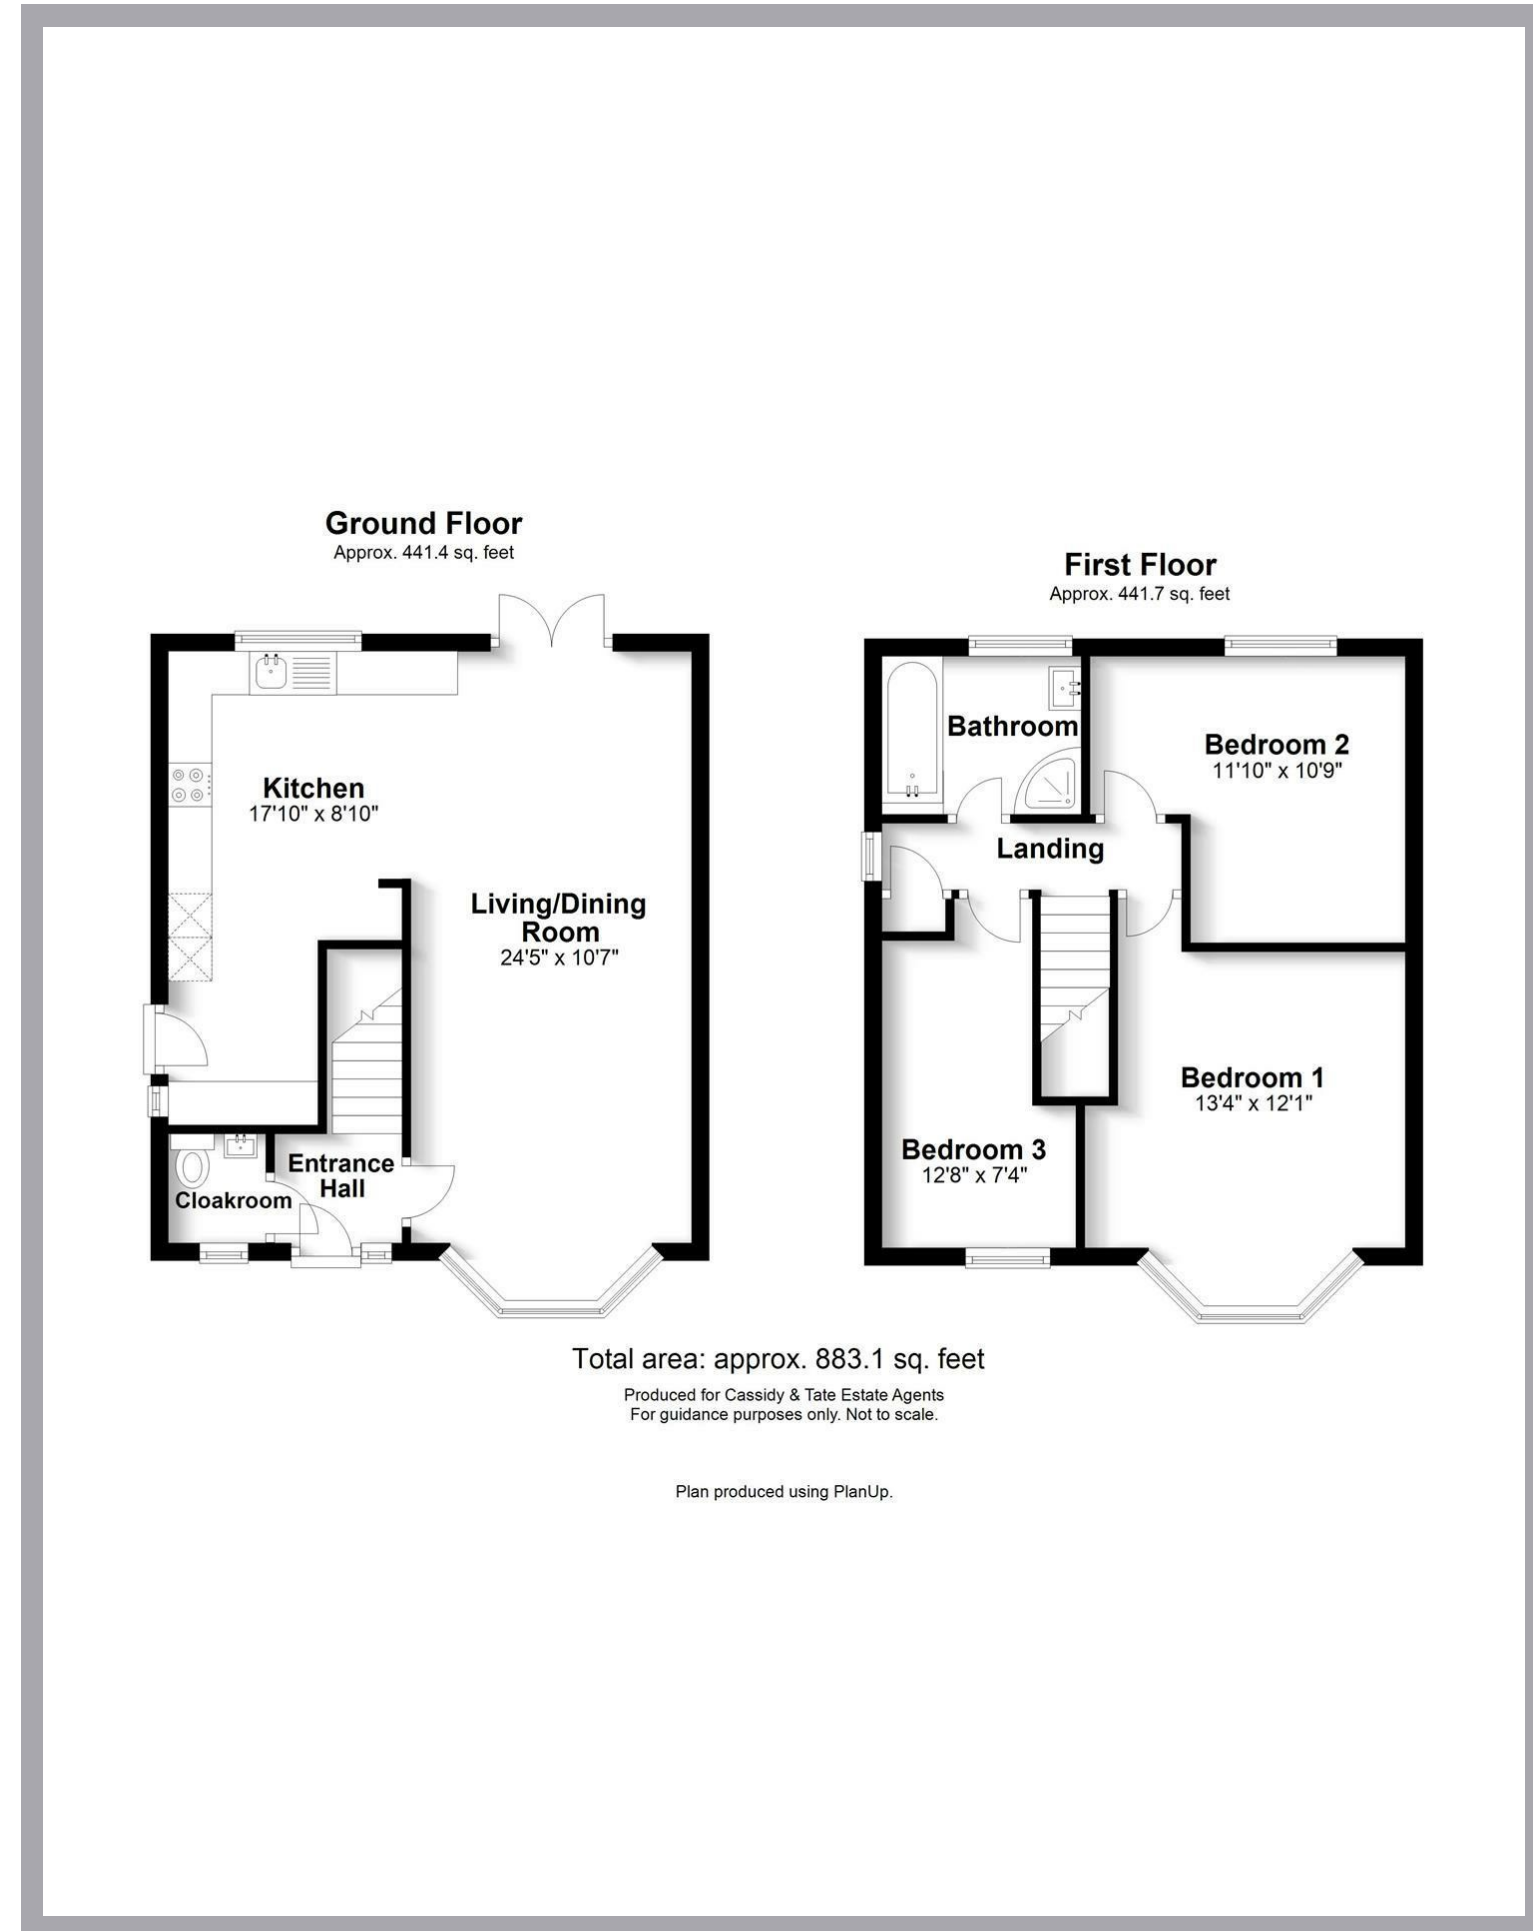 Ground Floor
Approx. 441.4 sq. feet
Kitchen
17'10" x 8'10"
Living/Dining
Room
24'5" x 10'7"
Entrance
Hall
Cloakroom
First Floor
Approx. 441.7 sq. feet
Bathroom
Bedroom 2
11'10" x 10'9"
Landing
Bedroom 1
13'4" x 12'1"
Bedroom 3
12'8" x 7'4"
Total area: approx. 883.1 sq. feet
Produced for Cassidy & Tate Estate Agents
For guidance purposes only. Not to scale.
Plan produced using PlanUp.